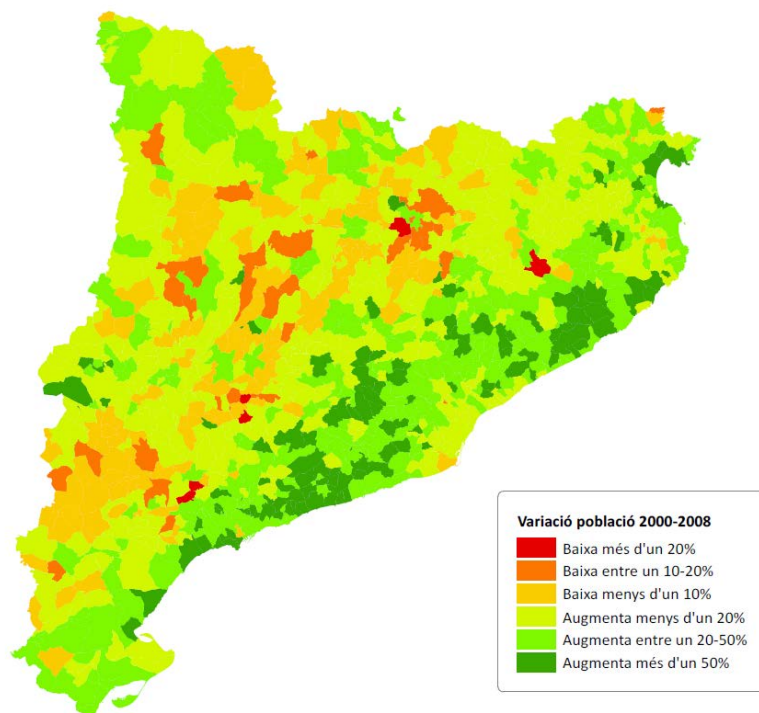 Variació població 2000-2008
Baixa més d'un 20%
Baixa entre un 10-20%
Baixa menys d'un 10%
Augmenta menys d'un 20%
Augmenta entre un 20-50%
Augmenta més d'un 50%